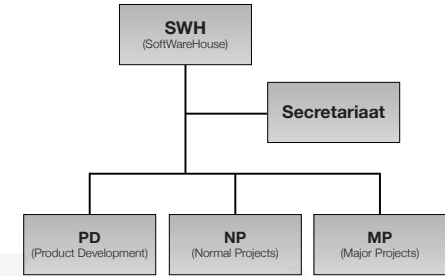 SWH
(SoftWareHouse)
Secretariaat
PD
(Product Development)
NP
(Normal Projects)
MP
(Major Projects)